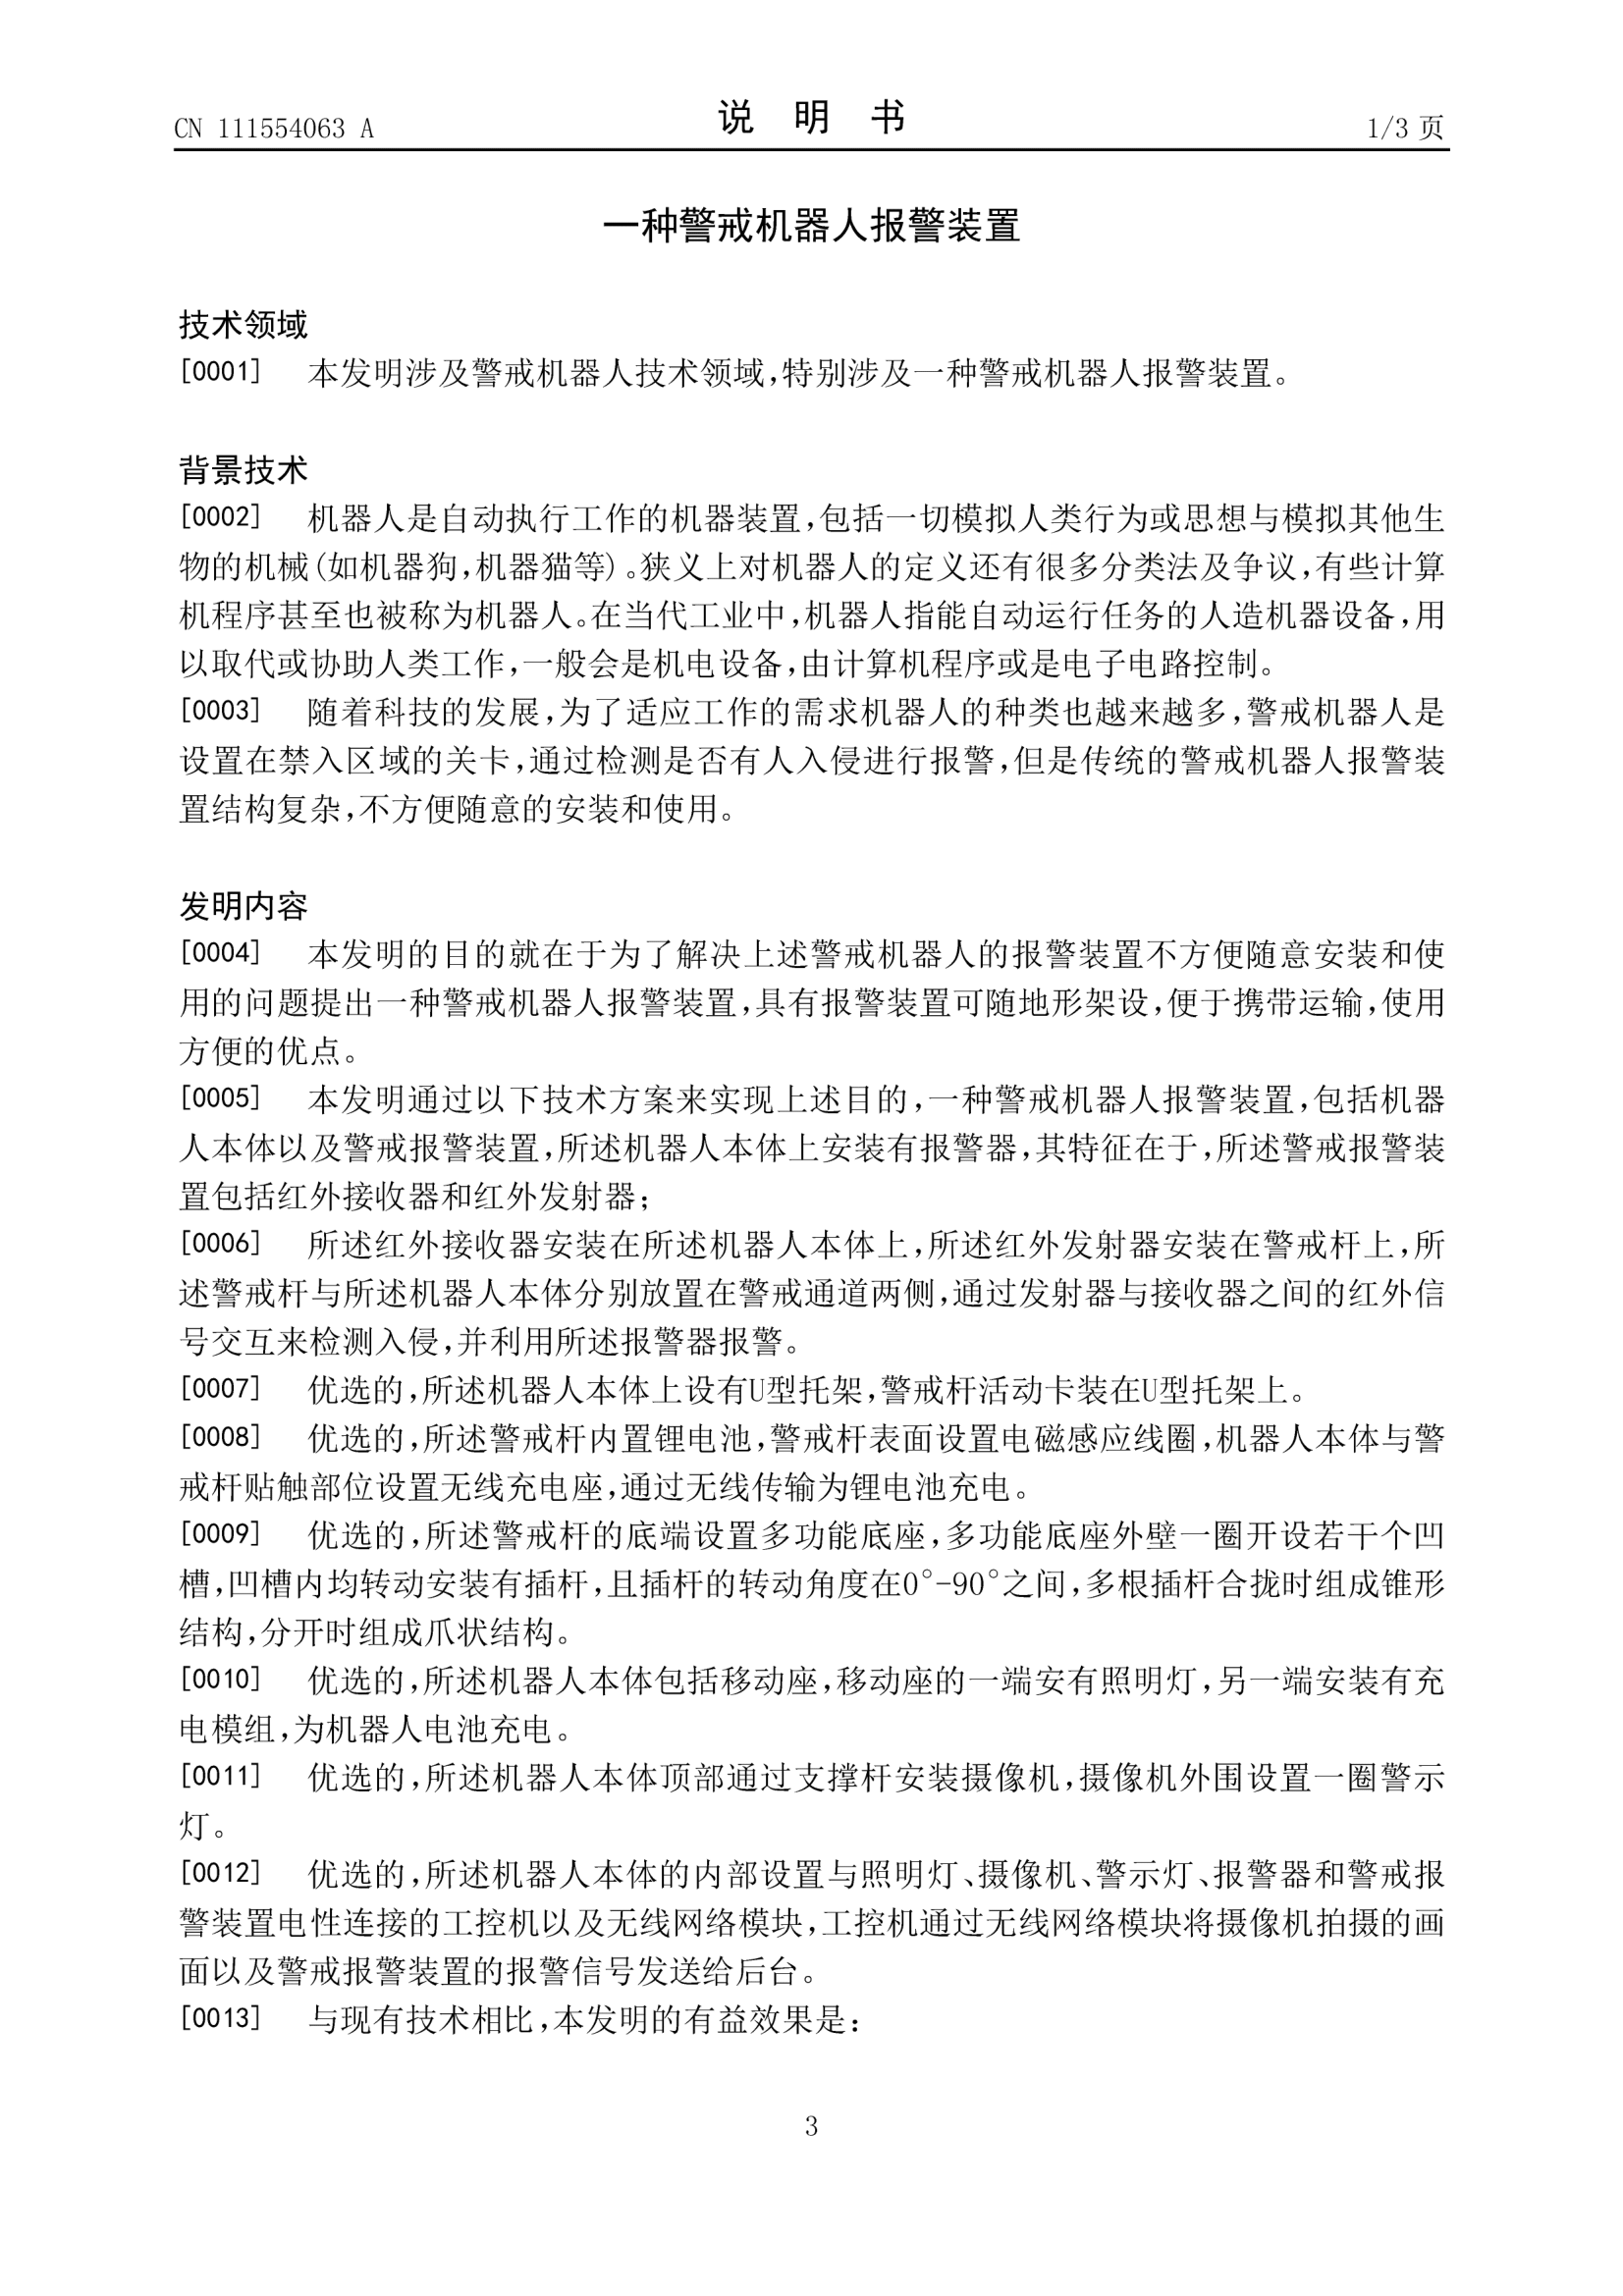 CN 111554063 A
说 明 书
1/3 页
一种警戒机器人报警装置
技术领域
[0001] 本发明涉及警戒机器人技术领域,特别涉及一种警戒机器人报警装置。
背景技术
[0002] 机器人是自动执行工作的机器装置,包括一切模拟人类行为或思想与模拟其他生
物的机械(如机器狗,机器猫等)。狭义上对机器人的定义还有很多分类法及争议,有些计算
机程序甚至也被称为机器人。在当代工业中,机器人指能自动运行任务的人造机器设备,用
以取代或协助人类工作,一般会是机电设备,由计算机程序或是电子电路控制。
[0003] 随着科技的发展,为了适应工作的需求机器人的种类也越来越多,警戒机器人是
设置在禁入区域的关卡,通过检测是否有人入侵进行报警,但是传统的警戒机器人报警装
置结构复杂,不方便随意的安装和使用。
发明内容
[0004] 本发明的目的就在于为了解决上述警戒机器人的报警装置不方便随意安装和使
用的问题提出一种警戒机器人报警装置,具有报警装置可随地形架设,便于携带运输,使用
方便的优点。
[0005] 本发明通过以下技术方案来实现上述目的,一种警戒机器人报警装置,包括机器
人本体以及警戒报警装置,所述机器人本体上安装有报警器,其特征在于,所述警戒报警装
置包括红外接收器和红外发射器;
[0006] 所述红外接收器安装在所述机器人本体上,所述红外发射器安装在警戒杆上,所
述警戒杆与所述机器人本体分别放置在警戒通道两侧,通过发射器与接收器之间的红外信
号交互来检测入侵,并利用所述报警器报警。
[0007] 优选的,所述机器人本体上设有U型托架,警戒杆活动卡装在U型托架上。
[0008] 优选的,所述警戒杆内置锂电池,警戒杆表面设置电磁感应线圈,机器人本体与警
戒杆贴触部位设置无线充电座,通过无线传输为锂电池充电。
[0009] 优选的,所述警戒杆的底端设置多功能底座,多功能底座外壁一圈开设若干个凹
槽,凹槽内均转动安装有插杆,且插杆的转动角度在0°-90°之间,多根插杆合拢时组成锥形
结构,分开时组成爪状结构。
[0010] 优选的,所述机器人本体包括移动座,移动座的一端安有照明灯,另一端安装有充
电模组,为机器人电池充电。
[0011] 优选的,所述机器人本体顶部通过支撑杆安装摄像机,摄像机外围设置一圈警示
灯。
[0012] 优选的,所述机器人本体的内部设置与照明灯、摄像机、警示灯、报警器和警戒报
警装置电性连接的工控机以及无线网络模块,工控机通过无线网络模块将摄像机拍摄的画
面以及警戒报警装置的报警信号发送给后台。
[0013] 与现有技术相比,本发明的有益效果是:
3